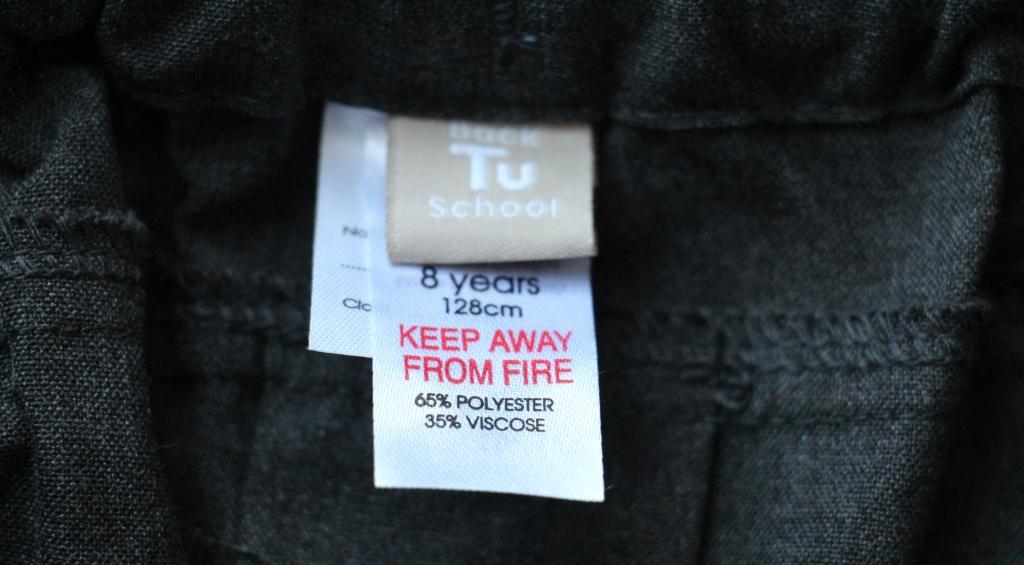 Back
Tu
School
8 years
128cm
KEEP AWAY
FROM FIRE
65% POLYESTER
35% VISCOSE